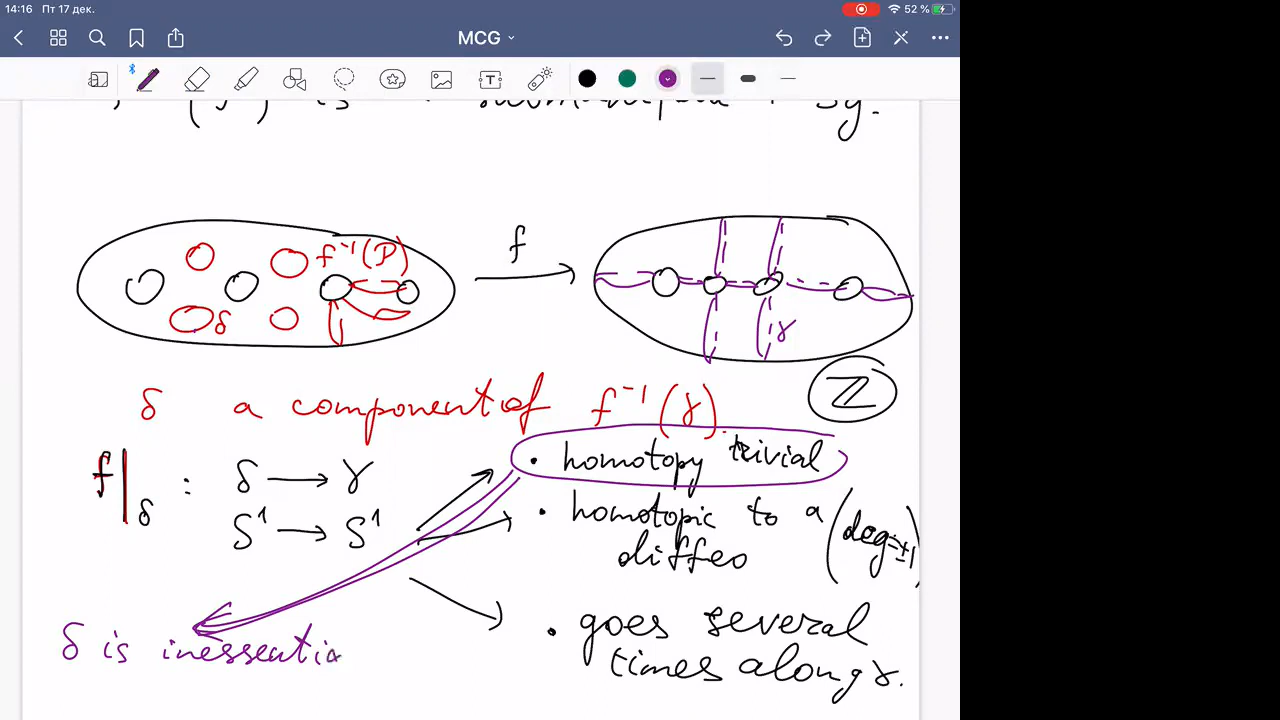 14:16 Пт 17 дек.
52 %
MCG
T
is
f
f⁻¹(P)
δ
γ
ℤ
δ a component of f⁻¹(γ).
f|δ : δ → γ
S¹ → S¹
• homotopy trivial
• homotopic to a diffeo (deg=±1)
• goes several times along γ.
δ is inessentia